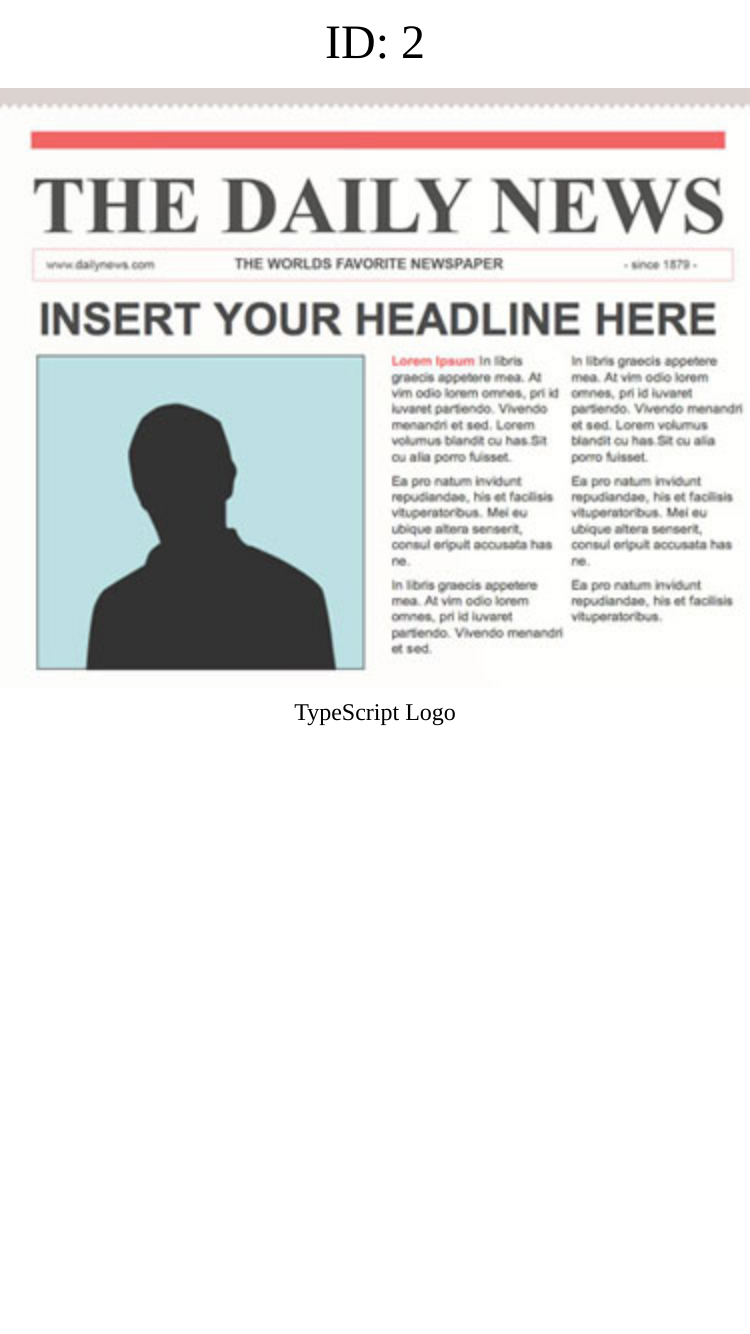 ID: 2
THE DAILY NEWS
www.dailynews.com THE WORLDS FAVORITE NEWSPAPER - since 1879 -
INSERT YOUR HEADLINE HERE
Lorem Ipsum In libris
graecis appetere mea. At
vim odio lorem omnes, pri id
iuvaret partiendo. Vivendo
menandri et sed. Lorem
volumus blandit cu has.Sit
cu alia porro fuisset.
Ea pro natum invidunt
repudiandae, his et facilisis
vituperatoribus. Mei eu
ubique altera senserit,
consul eripuit accusata has
ne.
In libris graecis appetere
mea. At vim odio lorem
omnes, pri id iuvaret
partiendo. Vivendo menandri
et sed.
In libris graecis appetere
mea. At vim odio lorem
omnes, pri id iuvaret
partiendo. Vivendo menandri
et sed. Lorem volumus
blandit cu has.Sit cu alia
porro fuisset.
Ea pro natum invidunt
repudiandae, his et facilisis
vituperatoribus. Mei eu
ubique altera senserit,
consul eripuit accusata has
ne.
Ea pro natum invidunt
repudiandae, his et facilisis
vituperatoribus.
TypeScript Logo